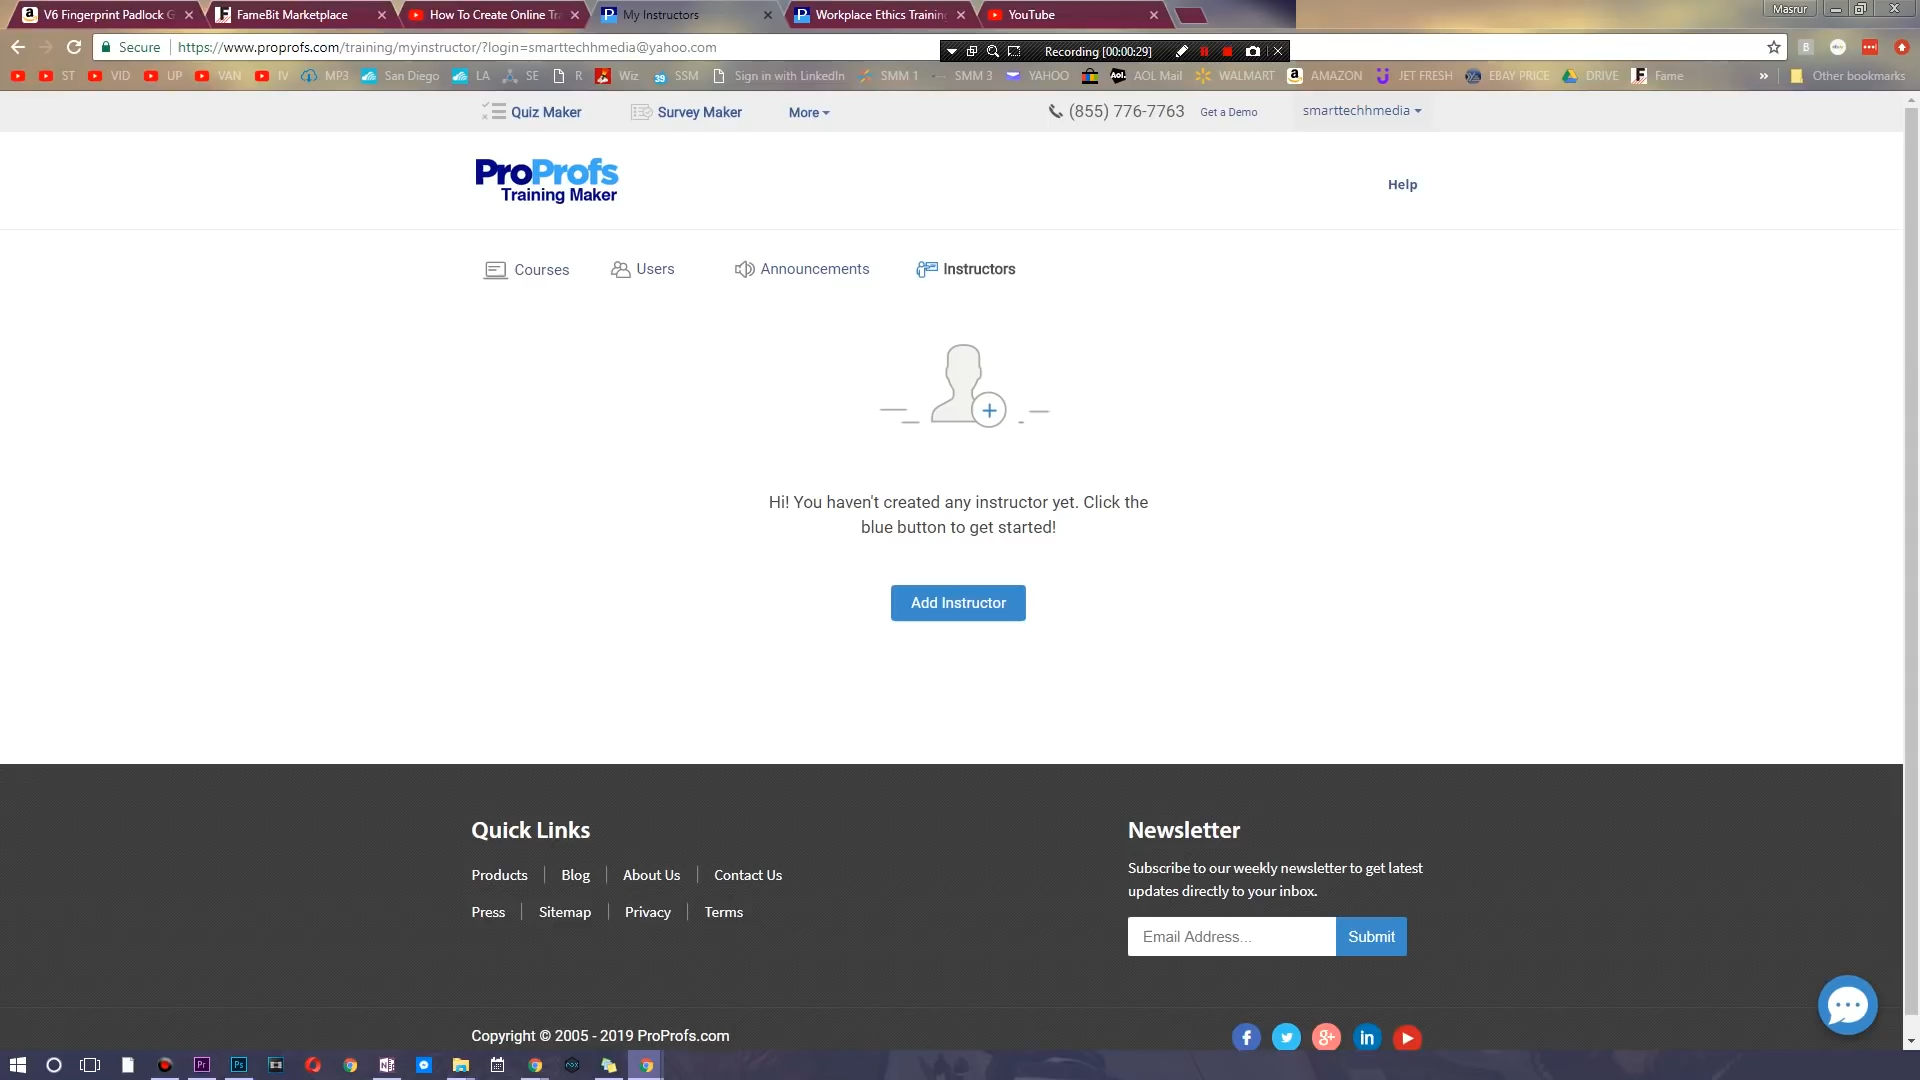 V6 Fingerprint Padlock G
FameBit Marketplace
How To Create Online Tra
My Instructors
Workplace Ethics Training
YouTube
Masrur
Secure
https://www.proprofs.com/training/myinstructor/?login=smarttechhmedia@yahoo.com
Recording [00:00:29]
ST
VID
UP
VAN
IV
MP3
San Diego
LA
SE
R
Wiz
SSM
Sign in with LinkedIn
SMM 1
SMM 3
YAHOO
AOL Mail
WALMART
AMAZON
JET FRESH
EBAY PRICE
DRIVE
Fame
»
Other bookmarks
Quiz Maker
Survey Maker
More
(855) 776-7763
Get a Demo
smarttechhmedia
ProProfs
Training Maker
Help
Courses
Users
Announcements
Instructors
Hi! You haven't created any instructor yet. Click the
blue button to get started!
Add Instructor
Quick Links
Newsletter
Products
Blog
About Us
Contact Us
Subscribe to our weekly newsletter to get latest
updates directly to your inbox.
Press
Sitemap
Privacy
Terms
Email Address...
Submit
Copyright © 2005 - 2019 ProProfs.com